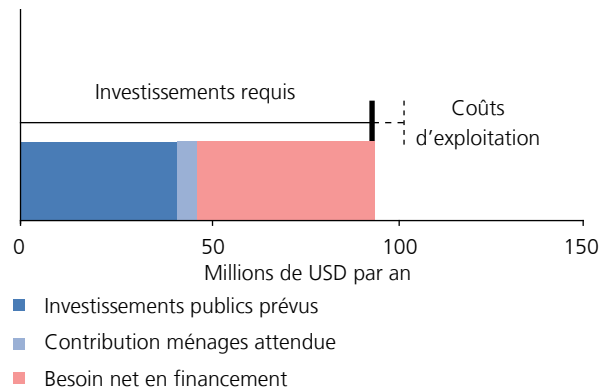 Investissements requis
Coûts
d'exploitation
0 50 100 150
Millions de USD par an
Investissements publics prévus
Contribution ménages attendue
Besoin net en financement